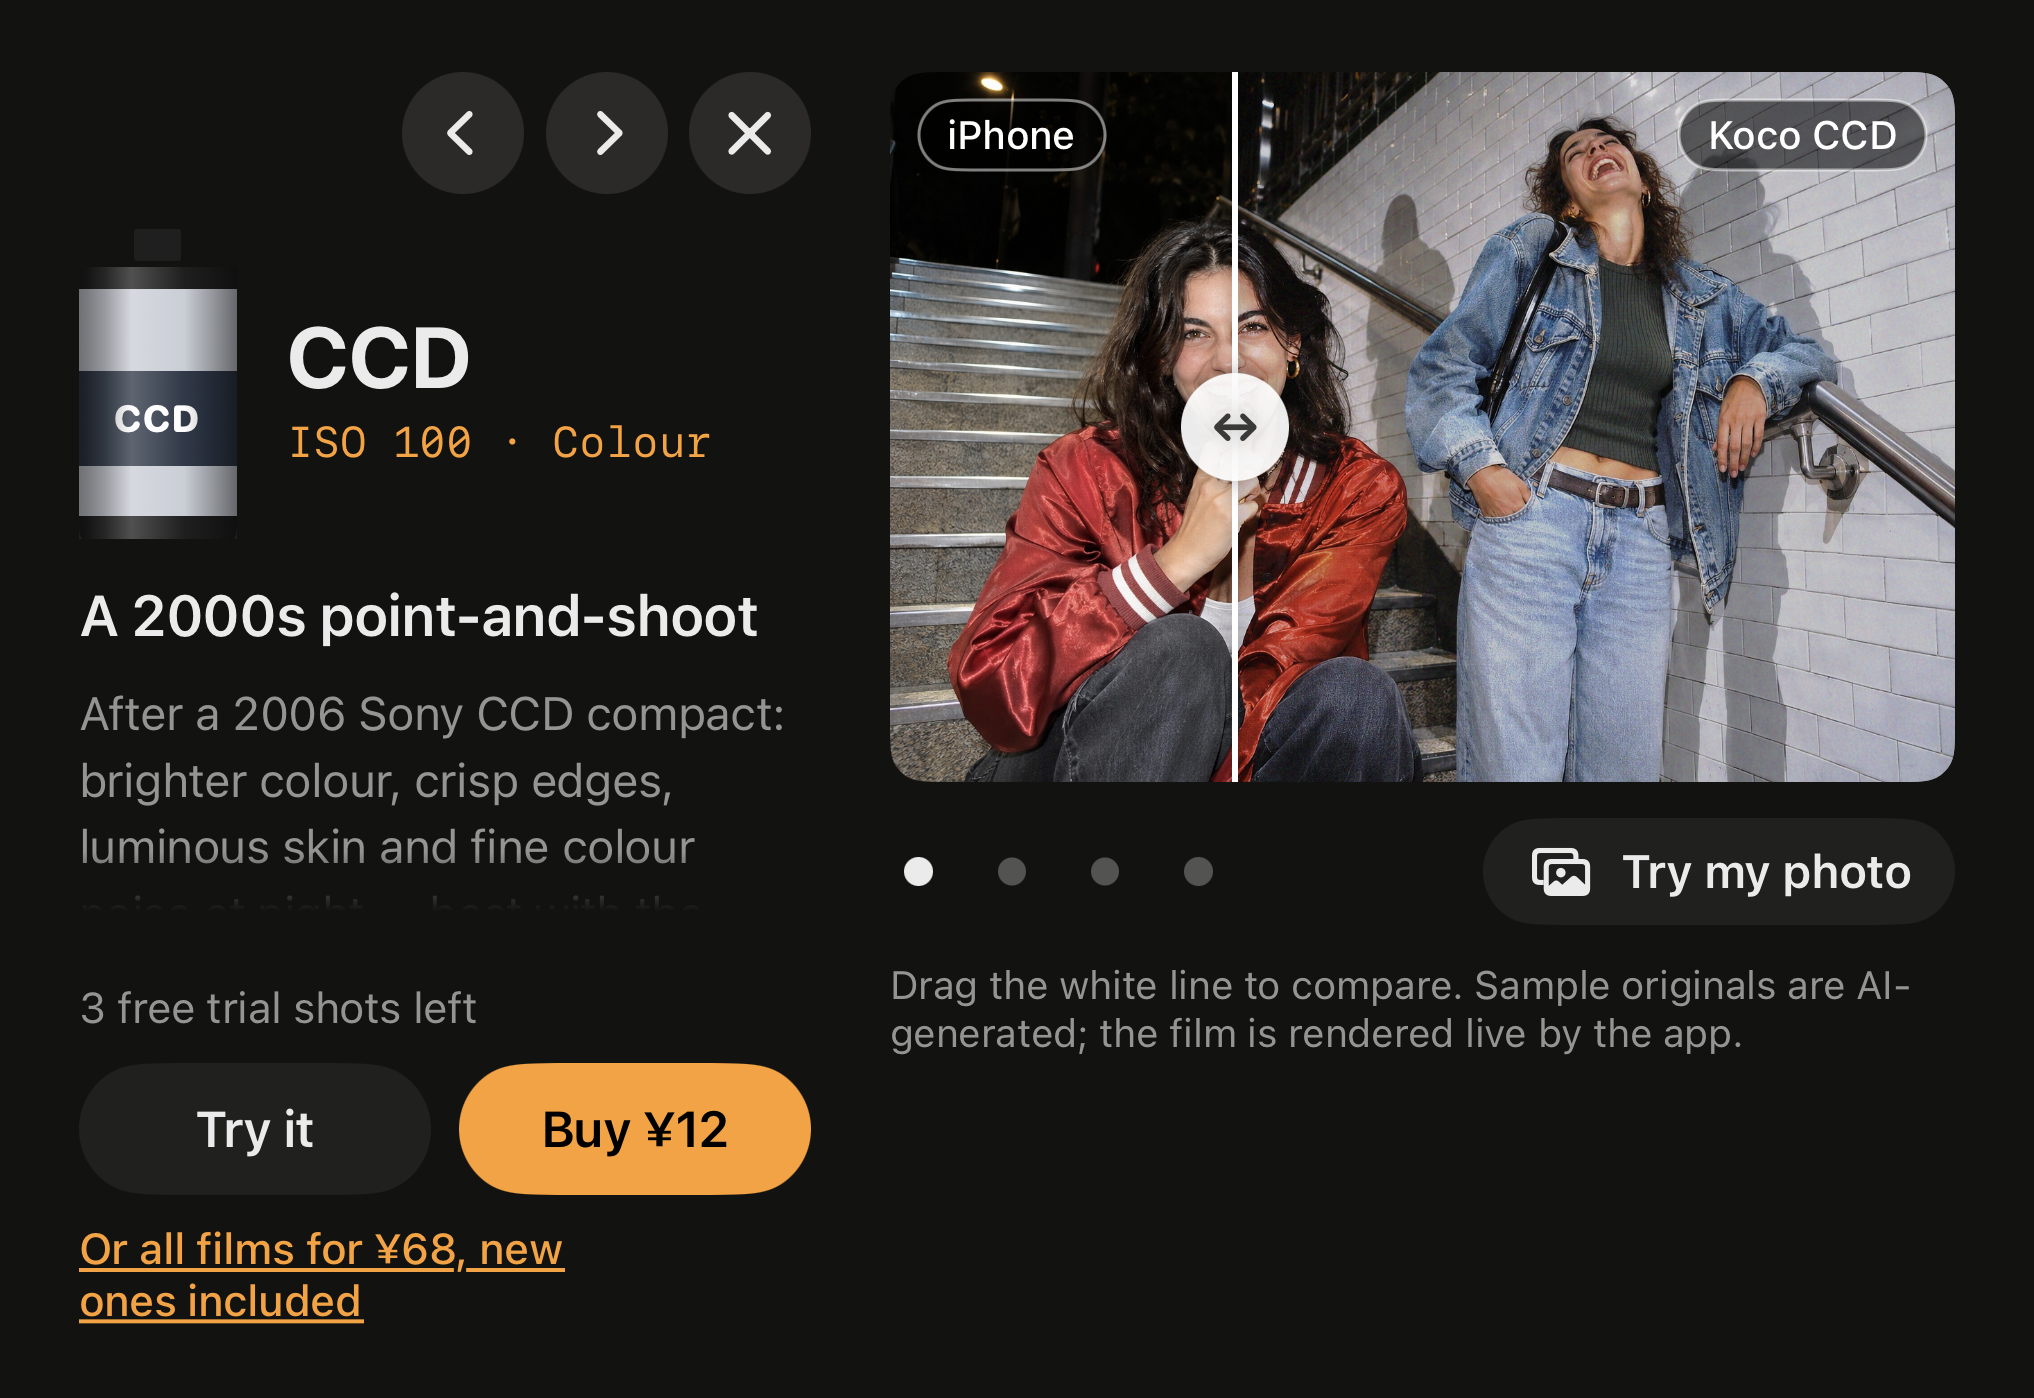 CCD
CCD
ISO 100 · Colour
A 2000s point-and-shoot
After a 2006 Sony CCD compact:
brighter colour, crisp edges,
luminous skin and fine colour
3 free trial shots left
Try it
Buy ¥12
Or all films for ¥68, new
ones included
iPhone
Koco CCD
Try my photo
Drag the white line to compare. Sample originals are AI-
generated; the film is rendered live by the app.